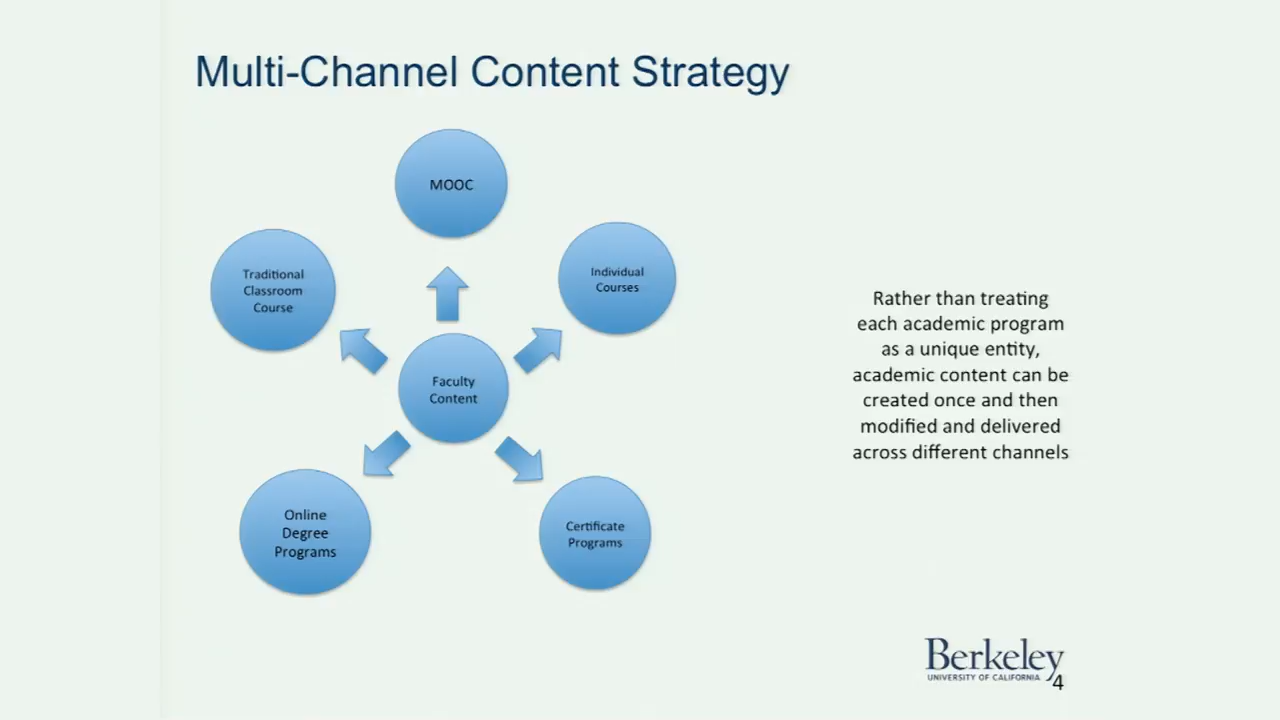 Multi-Channel Content Strategy
MOOC
Traditional
Classroom
Course
Individual
Courses
Faculty
Content
Online
Degree
Programs
Certificate
Programs
Rather than treating
each academic program
as a unique entity,
academic content can be
created once and then
modified and delivered
across different channels
Berkeley
UNIVERSITY OF CALIFORNIA
4